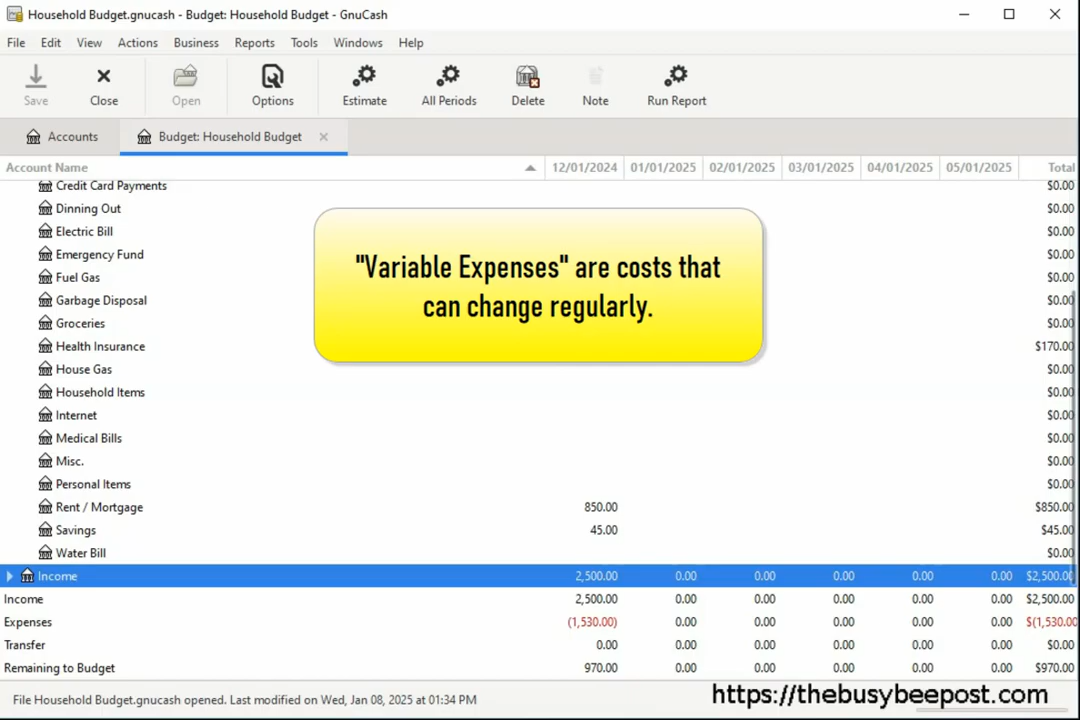 Household Budget.gnucash - Budget: Household Budget - GnuCash
File Edit View Actions Business Reports Tools Windows Help
Save Close Open Options Estimate All Periods Delete Note Run Report
Accounts Budget: Household Budget
Account Name 12/01/2024 01/01/2025 02/01/2025 03/01/2025 04/01/2025 05/01/2025 Total
Credit Card Payments $0.00
Dinning Out $0.00
Electric Bill $0.00
Emergency Fund $0.00
Fuel Gas $0.00
Garbage Disposal $0.00
Groceries $0.00
Health Insurance $170.00
House Gas $0.00
Household Items $0.00
Internet $0.00
Medical Bills $0.00
Misc. $0.00
Personal Items $0.00
Rent / Mortgage 850.00 $850.00
Savings 45.00 $45.00
Water Bill $0.00
Income 2,500.00 0.00 0.00 0.00 0.00 0.00 $2,500.00
Income 2,500.00 0.00 0.00 0.00 0.00 0.00 $2,500.00
Expenses (1,530.00) 0.00 0.00 0.00 0.00 0.00 $(1,530.00
Transfer 0.00 0.00 0.00 0.00 0.00 0.00 $0.00
Remaining to Budget 970.00 0.00 0.00 0.00 0.00 0.00 $970.00
"Variable Expenses" are costs that
can change regularly.
File Household Budget.gnucash opened. Last modified on Wed, Jan 08, 2025 at 01:34 PM
https://thebusybeepost.com